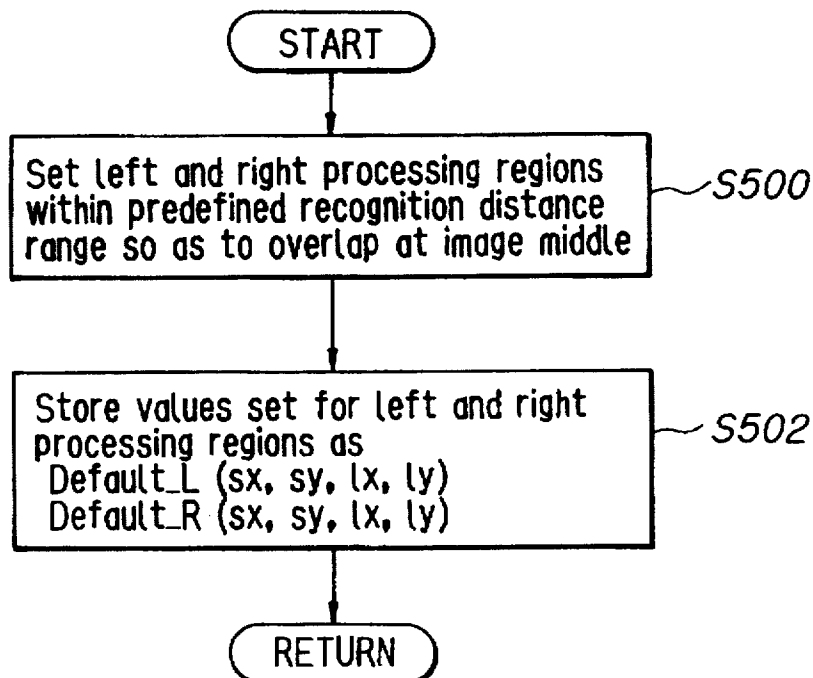 START
Set left and right processing regions
within predefined recognition distance
range so as to overlap at image middle
S500
Store values set for left and right
processing regions as
Default_L (sx, sy, lx, ly)
Default_R (sx, sy, lx, ly)
S502
RETURN